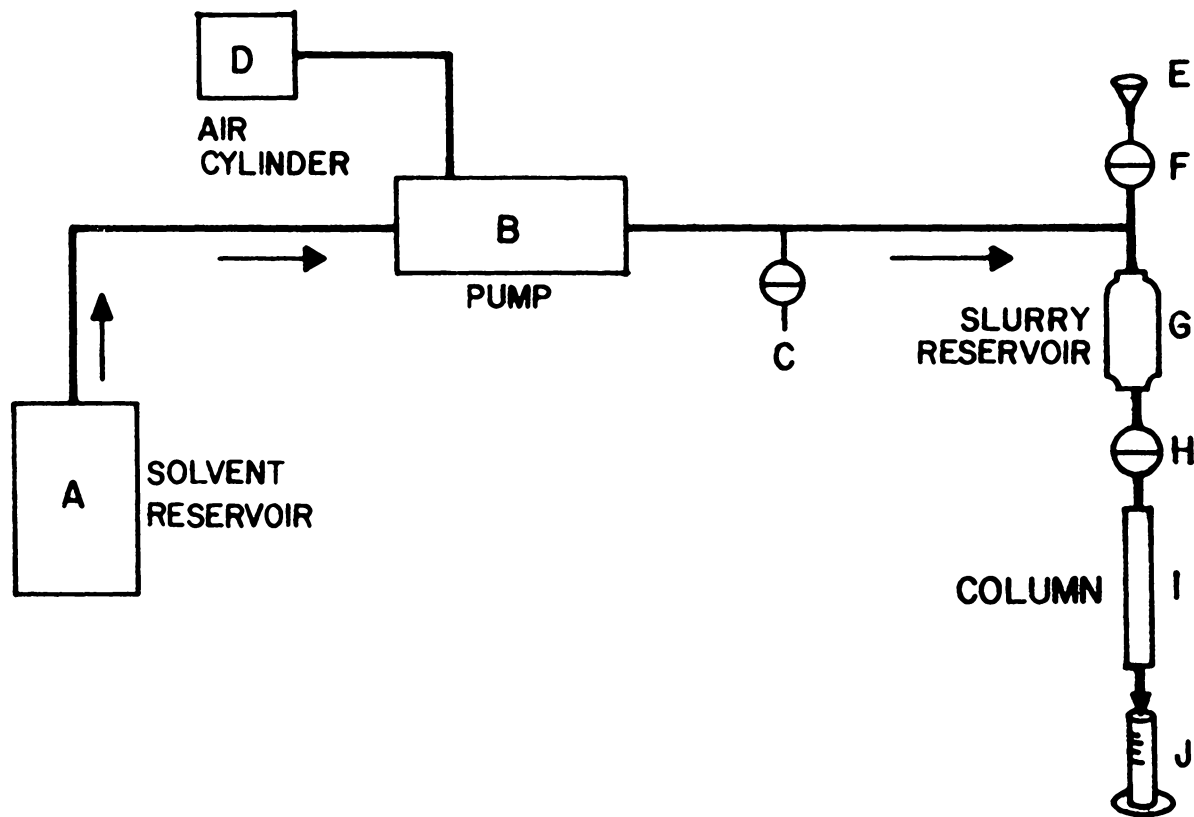 D
AIR
CYLINDER
E
F
B
PUMP
C
SLURRY
RESERVOIR
G
H
A
SOLVENT
RESERVOIR
COLUMN
I
J